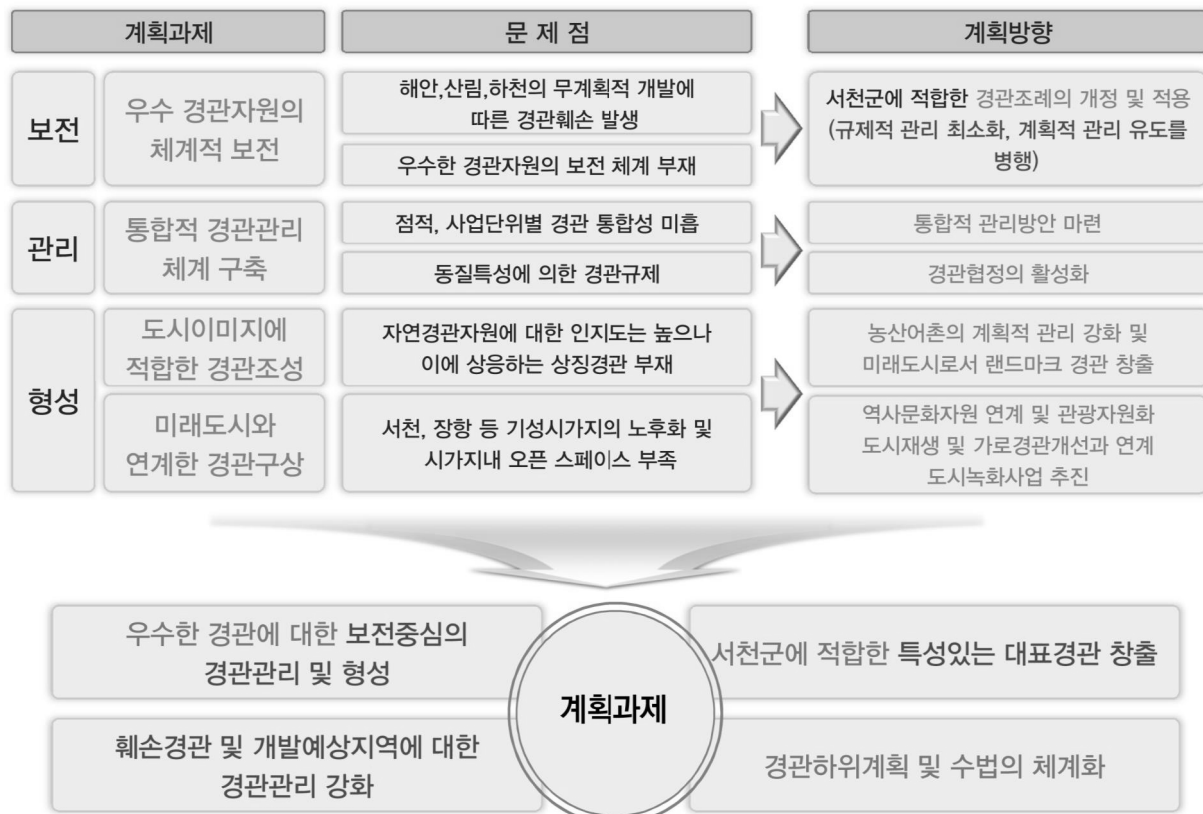 계획과제
문 제 점
계획방향
보전
우수 경관자원의
체계적 보전
해안,산림,하천의 무계획적 개발에
따른 경관훼손 발생
우수한 경관자원의 보전 체계 부재
서천군에 적합한 경관조례의 개정 및 적용
(규제적 관리 최소화, 계획적 관리 유도를
병행)
관리
통합적 경관관리
체계 구축
점적, 사업단위별 경관 통합성 미흡
동질특성에 의한 경관규제
통합적 관리방안 마련
경관협정의 활성화
형성
도시이미지에
적합한 경관조성
자연경관자원에 대한 인지도는 높으나
이에 상응하는 상징경관 부재
농산어촌의 계획적 관리 강화 및
미래도시로서 랜드마크 경관 창출
미래도시와
연계한 경관구상
서천, 장항 등 기성시가지의 노후화 및
시가지내 오픈 스페이스 부족
역사문화자원 연계 및 관광자원화
도시재생 및 가로경관개선과 연계
도시녹화사업 추진
우수한 경관에 대한 보전중심의
경관관리 및 형성
서천군에 적합한 특성있는 대표경관 창출
계획과제
훼손경관 및 개발예상지역에 대한
경관관리 강화
경관하위계획 및 수법의 체계화